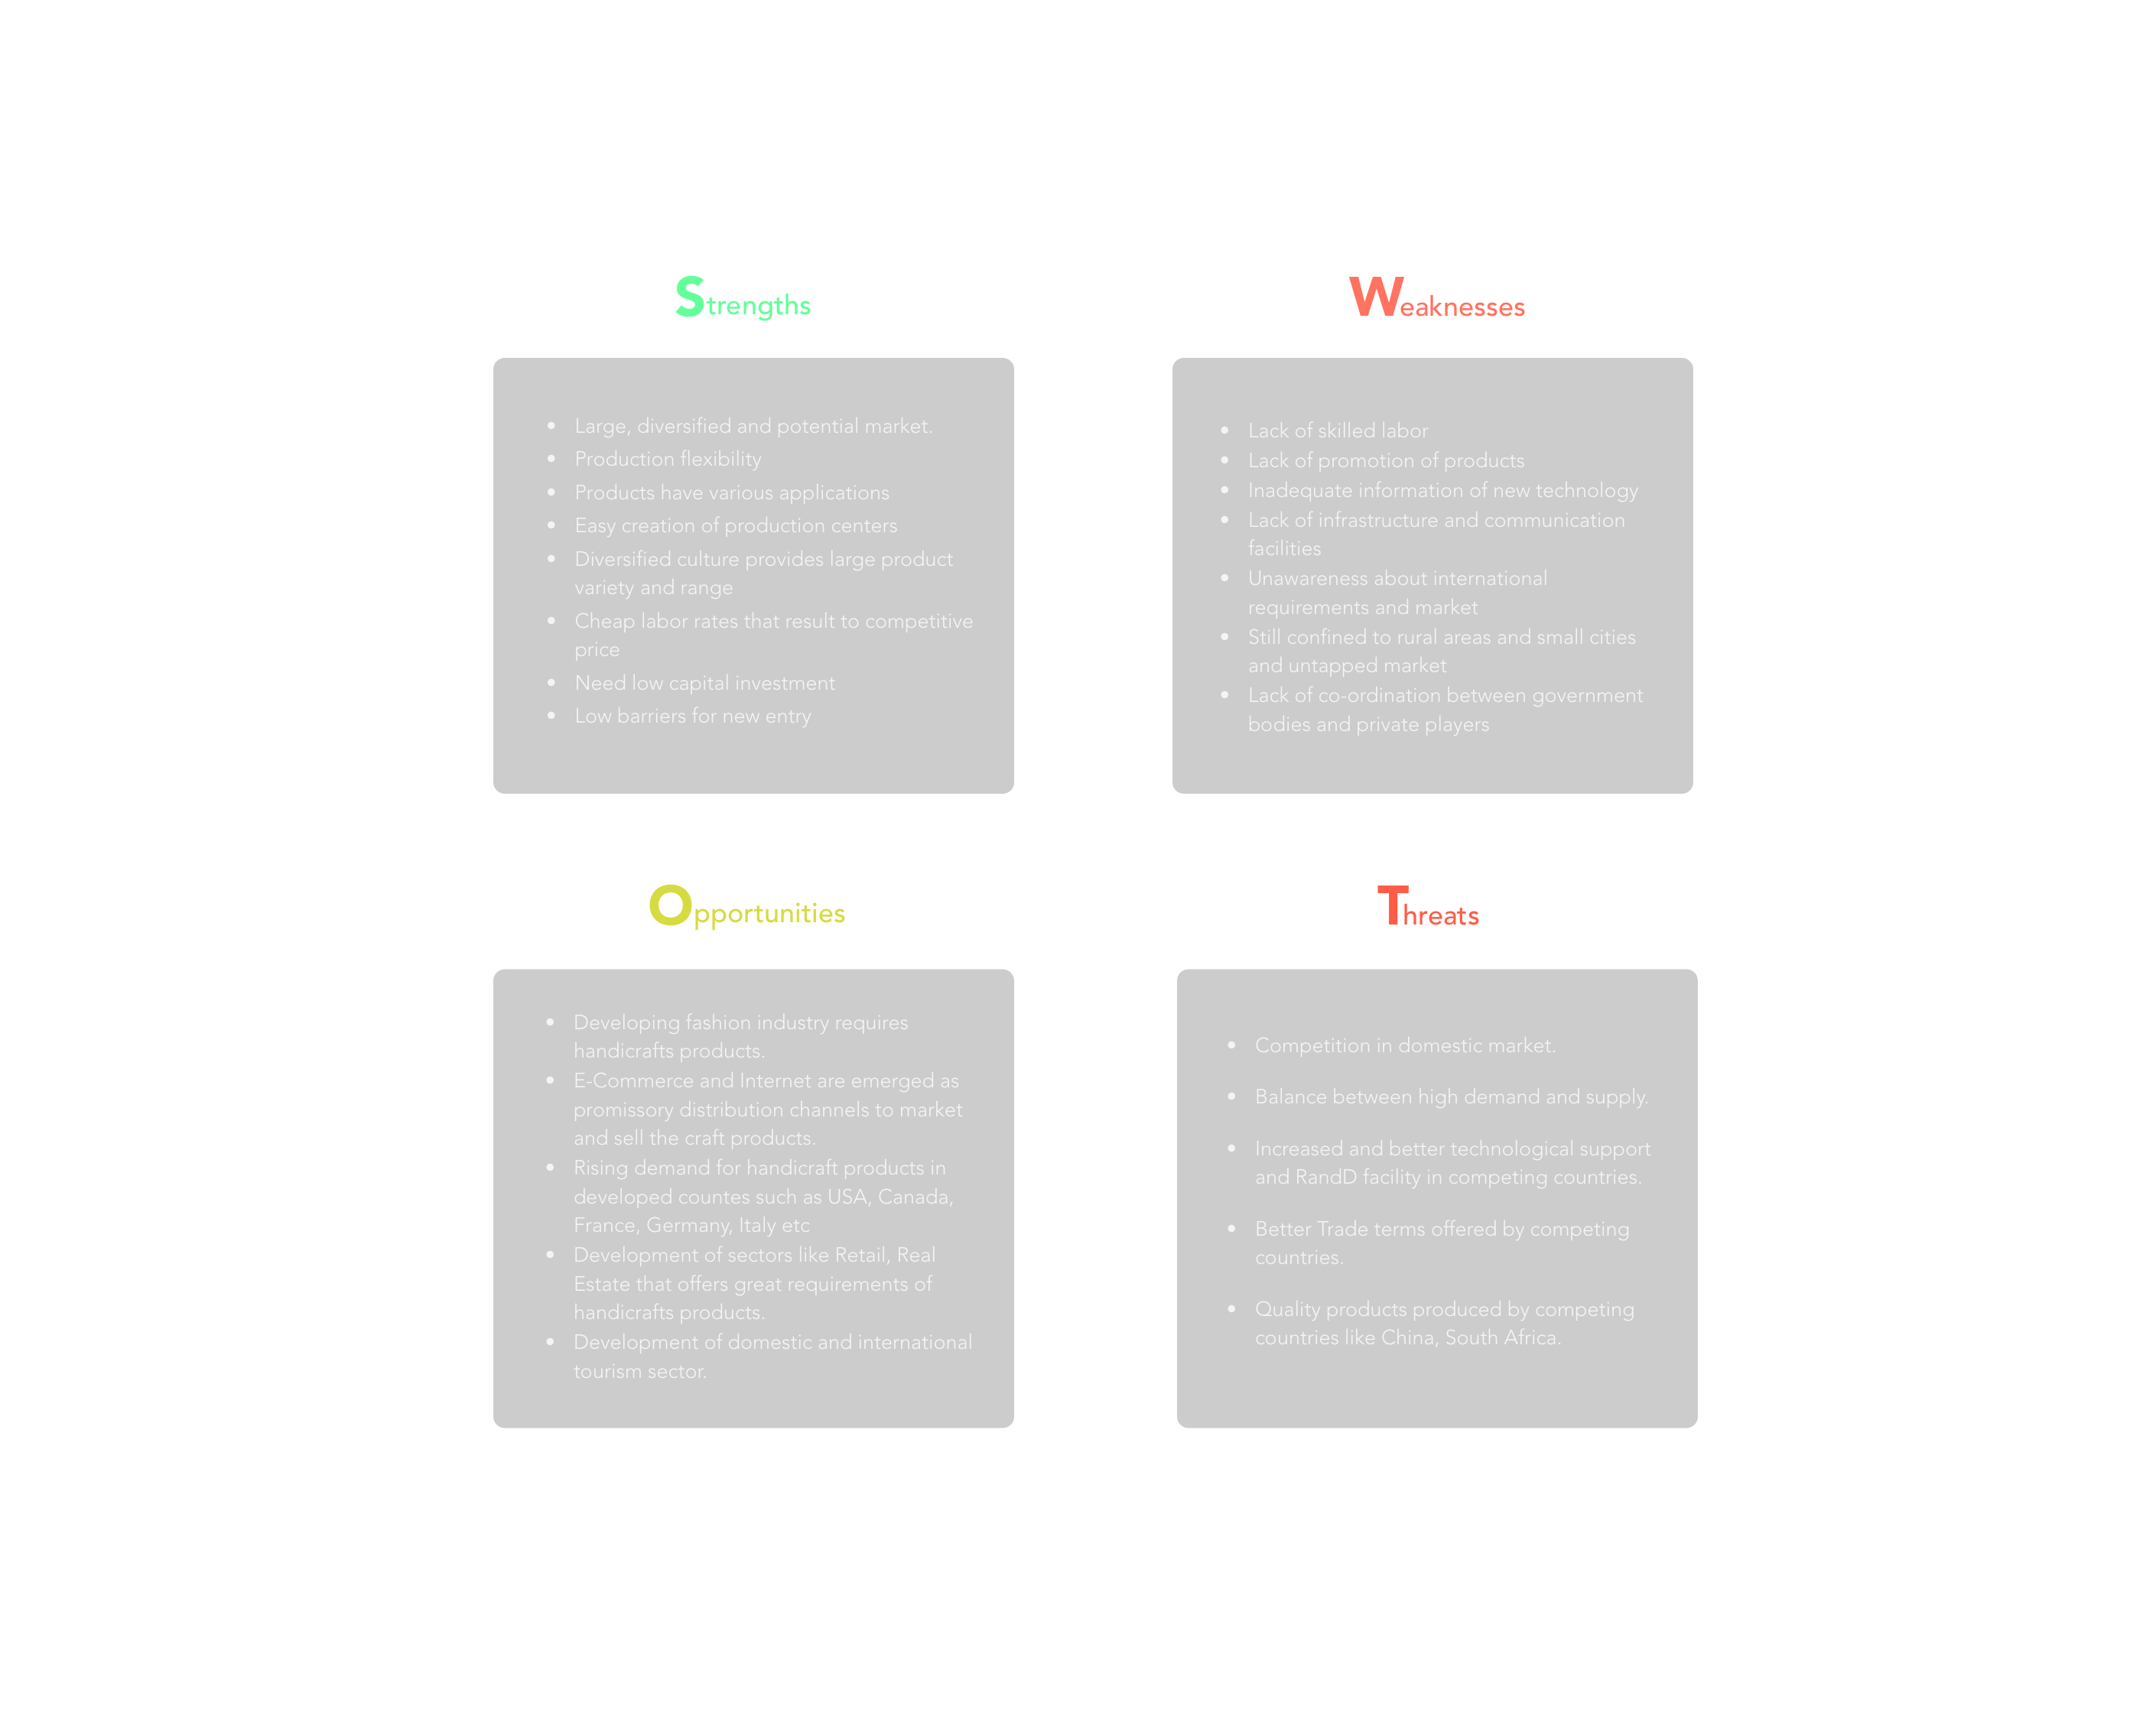 Strengths
• Large, diversified and potential market.
• Production flexibility
• Products have various applications
• Easy creation of production centers
• Diversified culture provides large product
variety and range
• Cheap labor rates that result to competitive
price
• Need low capital investment
• Low barriers for new entry
Weaknesses
• Lack of skilled labor
• Lack of promotion of products
• Inadequate information of new technology
• Lack of infrastructure and communication
facilities
• Unawareness about international
requirements and market
• Still confined to rural areas and small cities
and untapped market
• Lack of co-ordination between government
bodies and private players
Opportunities
• Developing fashion industry requires
handicrafts products.
• E-Commerce and Internet are emerged as
promissory distribution channels to market
and sell the craft products.
• Rising demand for handicraft products in
developed countes such as USA, Canada,
France, Germany, Italy etc
• Development of sectors like Retail, Real
Estate that offers great requirements of
handicrafts products.
• Development of domestic and international
tourism sector.
Threats
• Competition in domestic market.
• Balance between high demand and supply.
• Increased and better technological support
and RandD facility in competing countries.
• Better Trade terms offered by competing
countries.
• Quality products produced by competing
countries like China, South Africa.